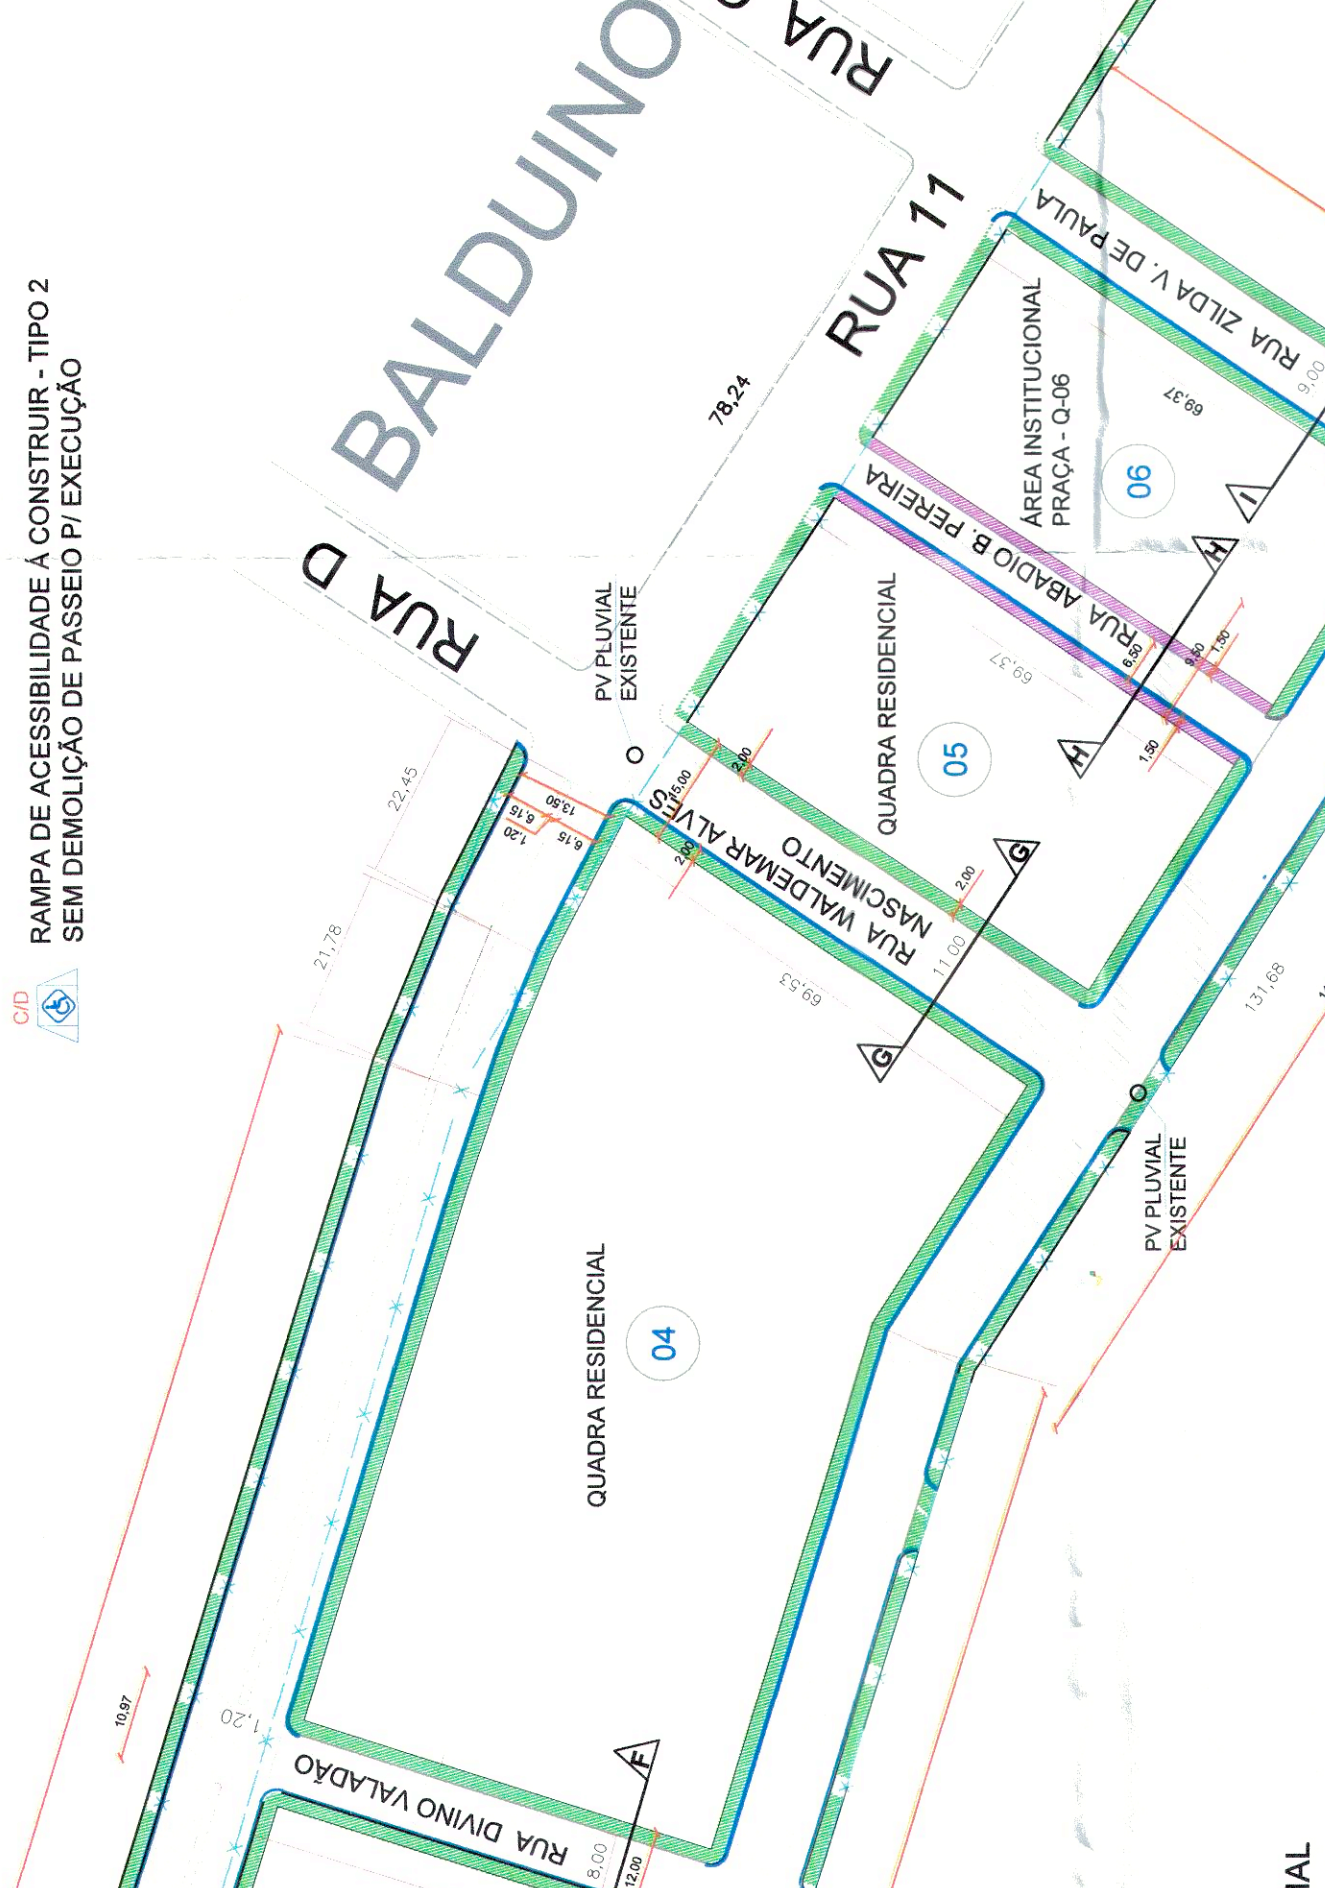 C/D
RAMPA DE ACESSIBILIDADE Á CONSTRUIR - TIPO 2
SEM DEMOLIÇÃO DE PASSEIO P/ EXECUÇÃO
BALDUINO
RUA
RUA D
RUA 11
78,24
PV PLUVIAL
EXISTENTE
22,45
21,78
13,50
6,15
1,20
6,15
RUA ZILDA V. DE PAULA
9,00
69,37
ÁREA INSTITUCIONAL
PRAÇA - Q-06
06
I
H
RUA ABADIO B. PEREIRA
6,50
9,50
1,50
1,50
H
69,37
QUADRA RESIDENCIAL
05
15,00
2,00
2,00
RUA WALDEMAR ALVES
NASCIMENTO
2,00
11,00
G
G
69,53
131,68
PV PLUVIAL
EXISTENTE
QUADRA RESIDENCIAL
04
10,97
1,20
RUA DIVINO VALADÃO
8,00
12,00
F
IAL